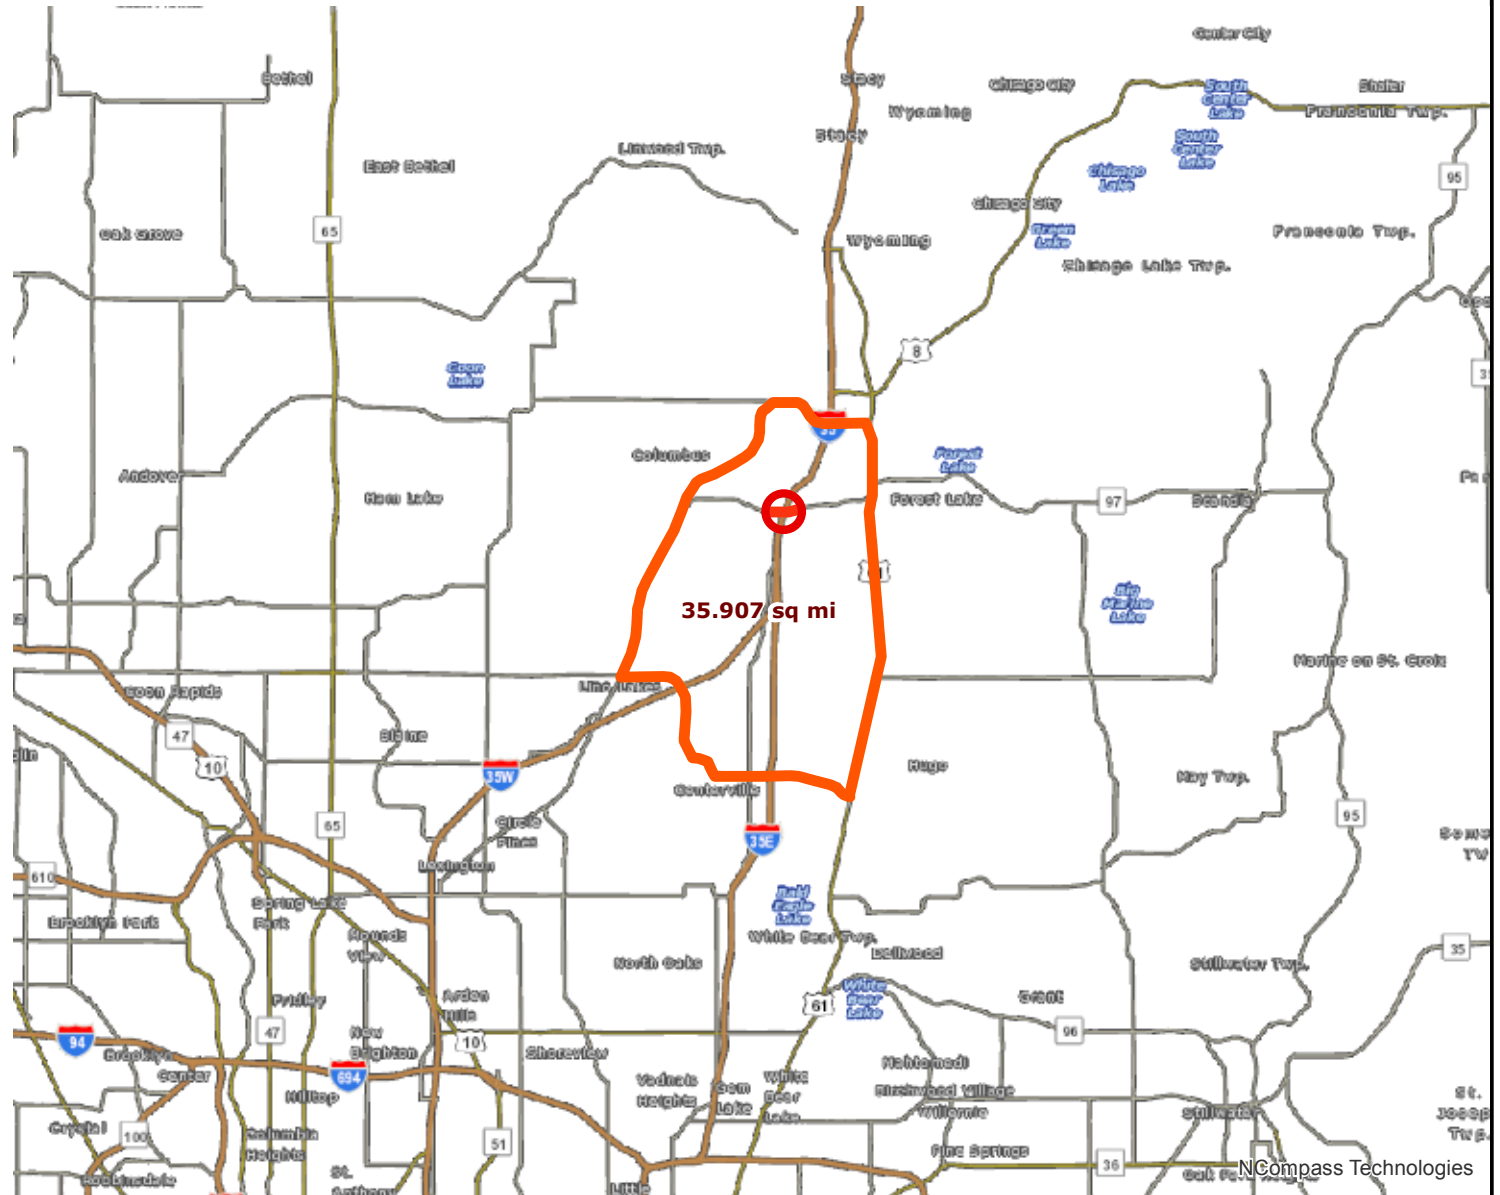 Center City
Stacy
Chisago City
South
Center
Lake
Shafer
Bethel
Wyoming
Franconia Twp.
Stacy
South
Center
Lake
Linwood Twp.
East Bethel
Chisago
Lake
95
Chisago City
65
Oak Grove
Green
Lake
Wyoming
Franconia Twp.
Chisago Lake Twp.
8
Coon
Lake
35
Columbus
Forest
Lake
Andover
Ham Lake
Forest Lake
97
Scandia
61
Big
Marine
Lake
35.907 sq mi
Marine on St. Croix
Coon Rapids
Lino Lakes
47
Blaine
10
35W
Hugo
May Twp.
Centerville
65
Circle
Pines
95
35E
Lexington
610
Bald
Eagle
Lake
Spring Lake
Park
Brooklyn Park
Mounds
View
White Bear Twp.
Dellwood
35
North Oaks
Stillwater Twp.
Fridley
Arden
Hills
61
White
Bear
Lake
Grant
47
New
Brighton
10
96
94
Brooklyn
Center
Shoreview
Mahtomedi
694
Vadnais
Heights
Gem
Lake
White
Bear
Lake
Birchwood Village
Hilltop
Willernie
Stillwater
St.
Joseph
Twp.
Crystal
100
Columbia
Heights
51
Pine Springs
36
Robbinsdale
St.
Anthony
Little
NCompass Technologies